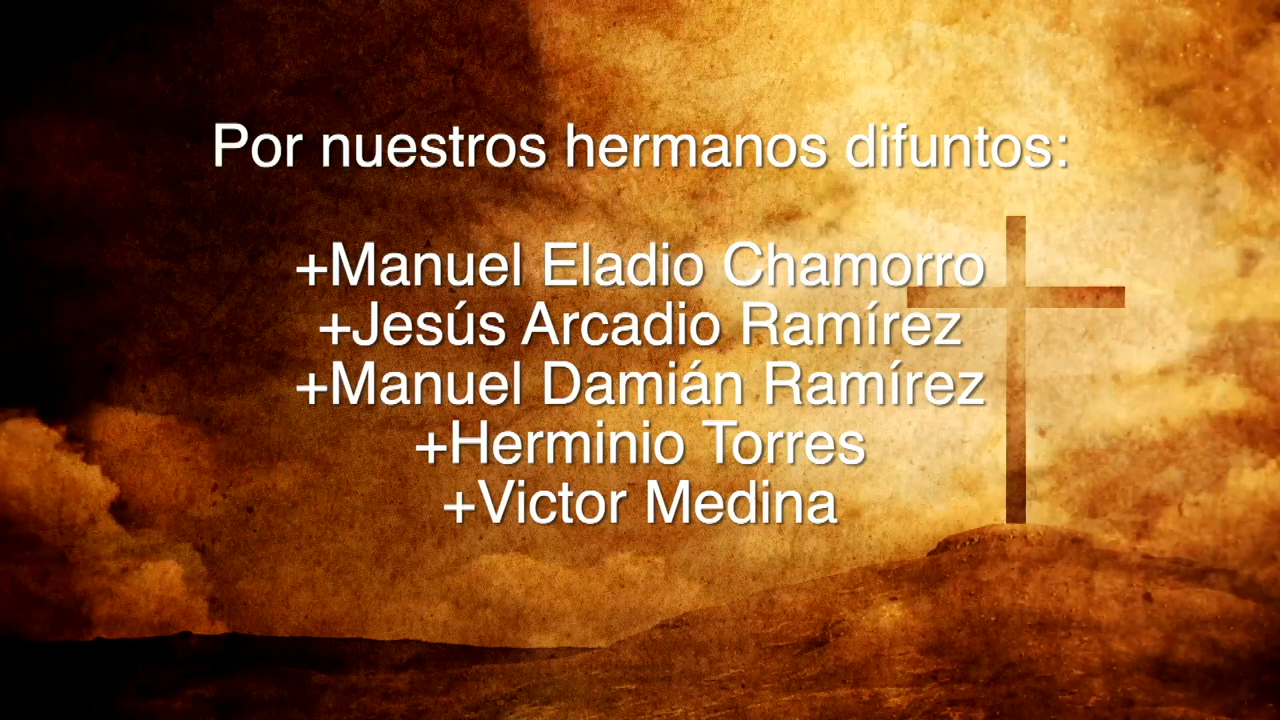 Por nuestros hermanos difuntos:
+Manuel Eladio Chamorro
+Jesús Arcadio Ramírez
+Manuel Damián Ramírez
+Herminio Torres
+Victor Medina